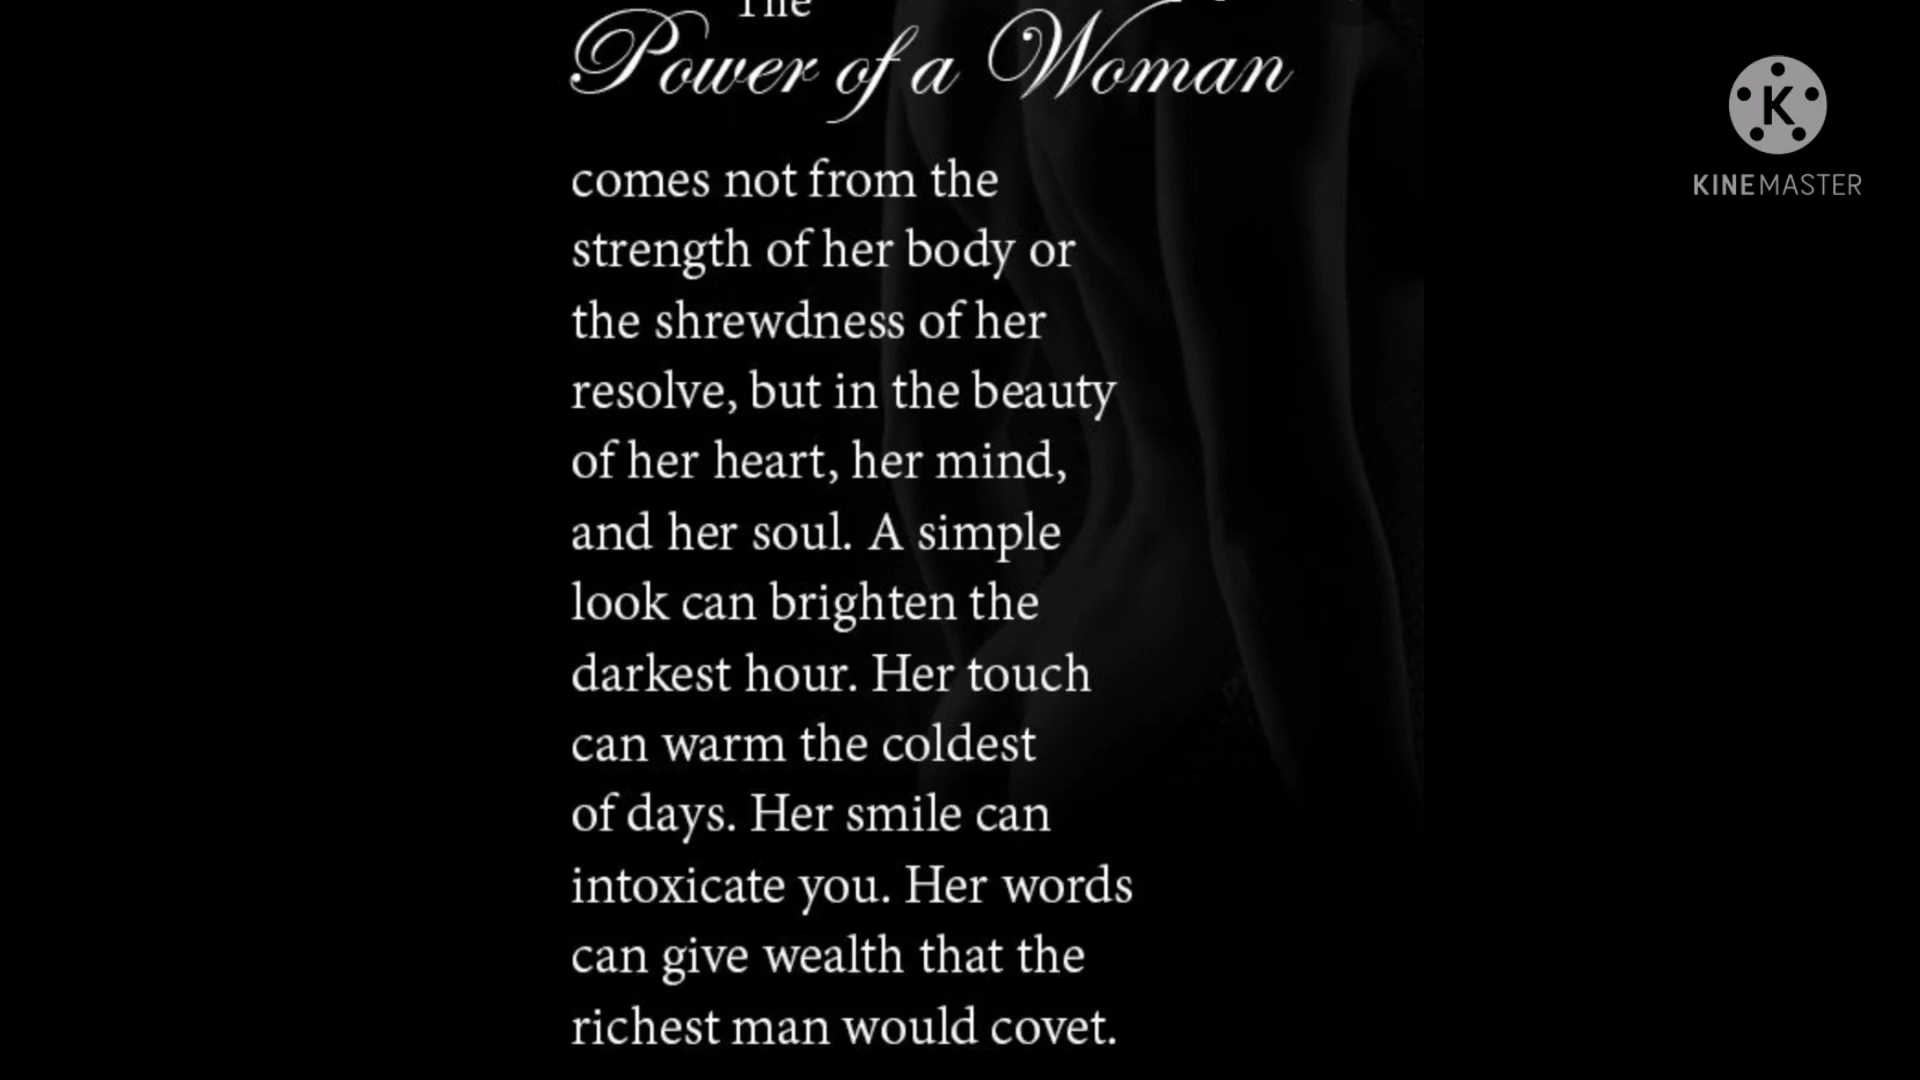 The
Power of a Woman
comes not from the
strength of her body or
the shrewdness of her
resolve, but in the beauty
of her heart, her mind,
and her soul. A simple
look can brighten the
darkest hour. Her touch
can warm the coldest
of days. Her smile can
intoxicate you. Her words
can give wealth that the
richest man would covet.
K
KINEMASTER